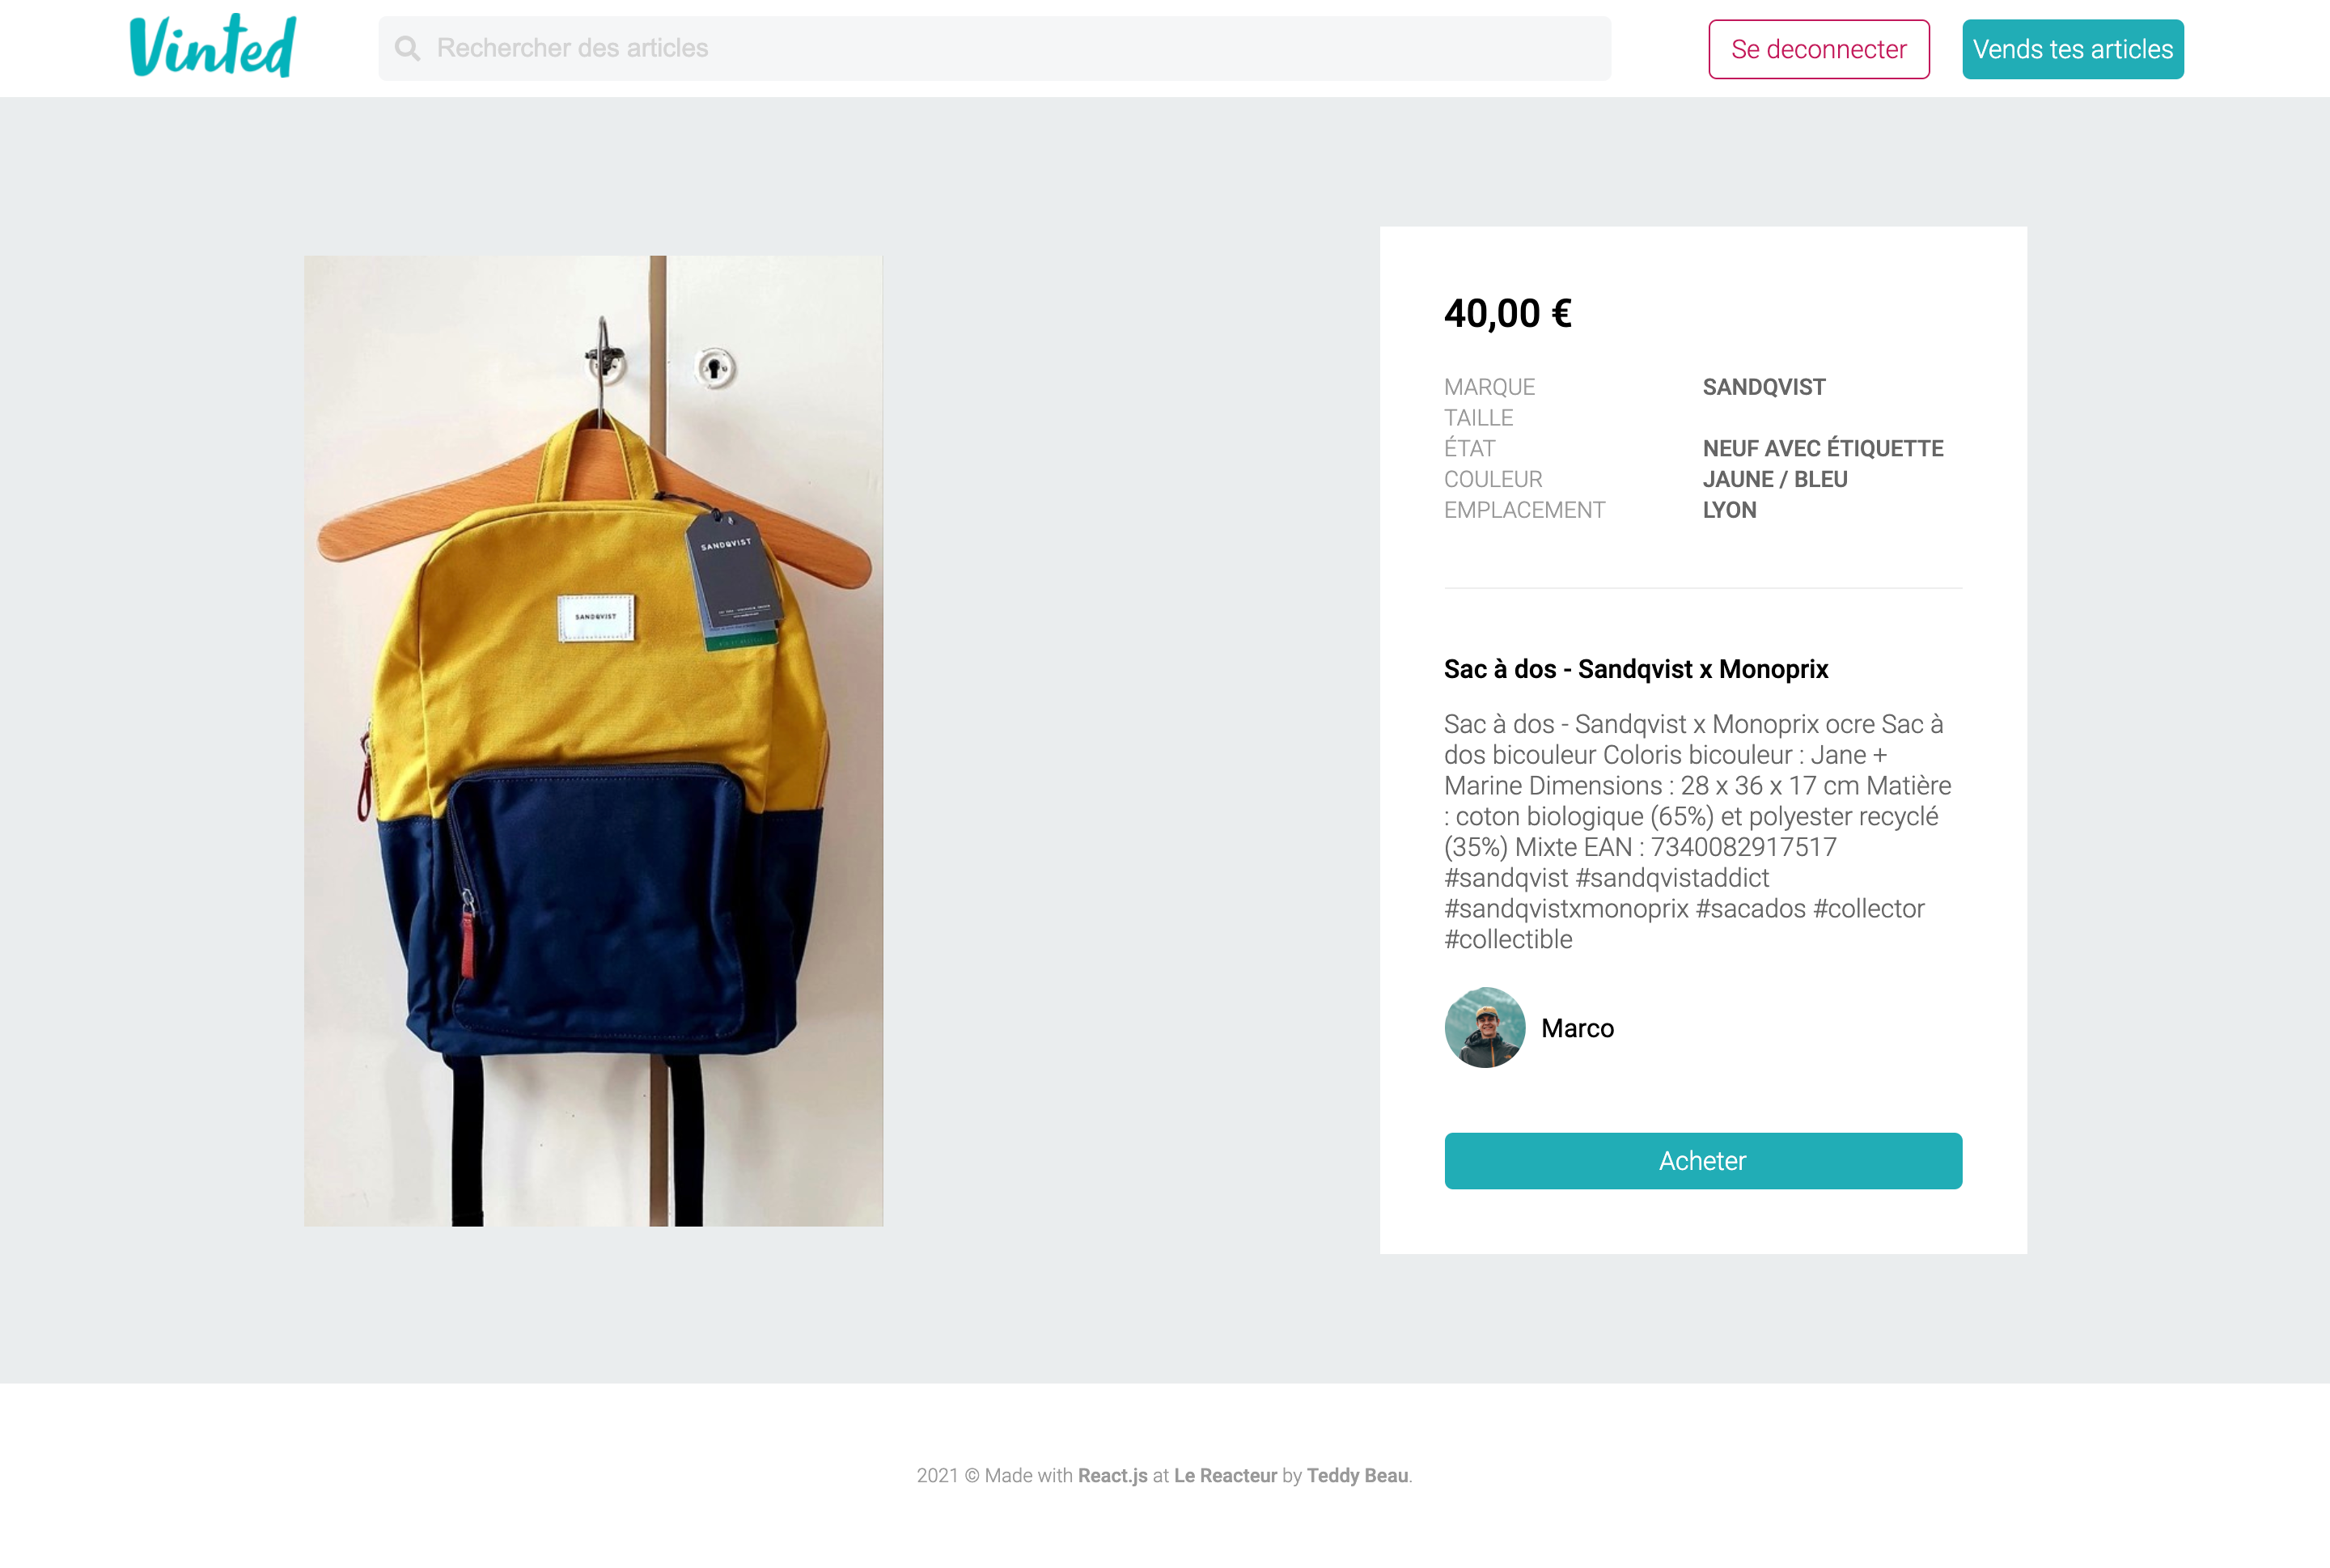 Vinted
Rechercher des articles
Se deconnecter
Vends tes articles
SANDQVIST
SANDQVIST
40,00 €
MARQUE SANDQVIST
TAILLE
ÉTAT NEUF AVEC ÉTIQUETTE
COULEUR JAUNE / BLEU
EMPLACEMENT LYON
Sac à dos - Sandqvist x Monoprix
Sac à dos - Sandqvist x Monoprix ocre Sac à
dos bicouleur Coloris bicouleur : Jane +
Marine Dimensions : 28 x 36 x 17 cm Matière
: coton biologique (65%) et polyester recyclé
(35%) Mixte EAN : 7340082917517
#sandqvist #sandqvistaddict
#sandqvistxmonoprix #sacados #collector
#collectible
Marco
Acheter
2021 © Made with React.js at Le Reacteur by Teddy Beau.